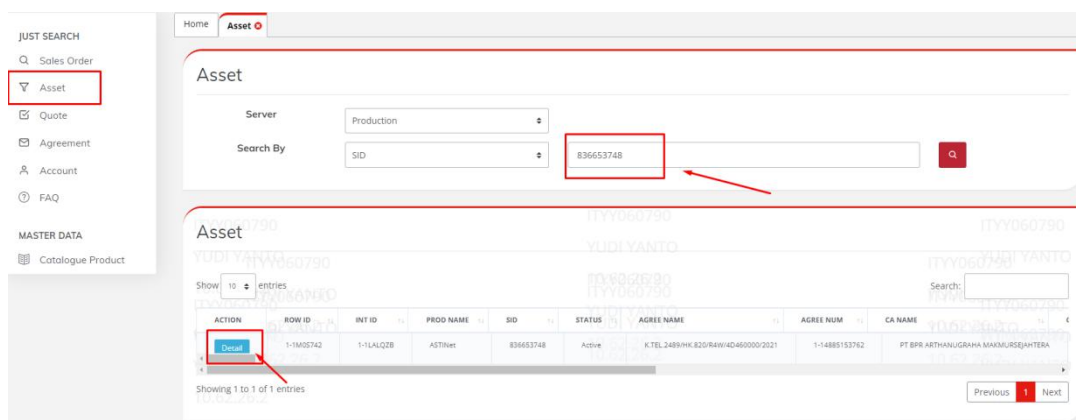 Home
Asset
JUST SEARCH
Sales Order
Asset
Quote
Agreement
Account
FAQ
MASTER DATA
Catalogue Product
Asset
Server
Production
Search By
SID
836653748
Asset
ITYY060790
YUDI YANTO
Show 10 entries
Search:
ACTION ROW ID INT ID PROD NAME SID STATUS AGREE NAME AGREE NUM CA NAME
Detail 1-1M0S742 1-1LALQZB ASTINet 836653748 Active K.TEL.2489/HK.820/R4W/4D460000/2021 1-14885153762 PT BPR ARTHANUGRAHA MAKMURSEJAHTERA
Showing 1 to 1 of 1 entries
Previous 1 Next